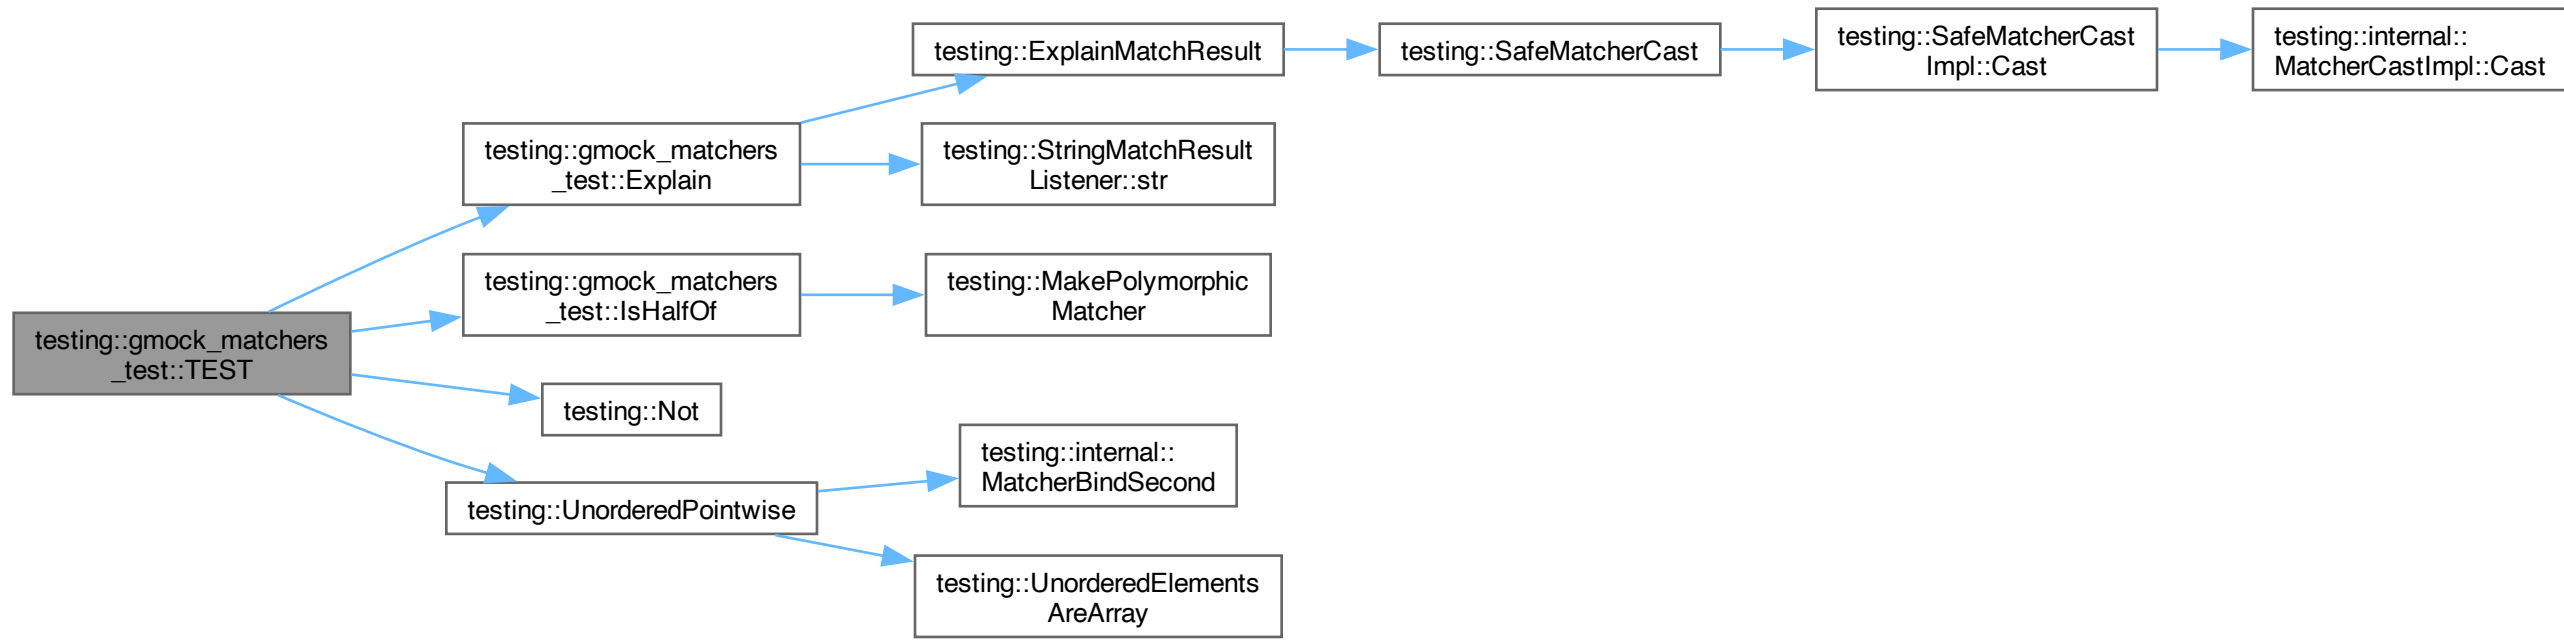 testing::gmock_matchers
_test::TEST
testing::gmock_matchers
_test::Explain
testing::ExplainMatchResult
testing::SafeMatcherCast
testing::SafeMatcherCast
Impl::Cast
testing::internal::
MatcherCastImpl::Cast
testing::StringMatchResult
Listener::str
testing::gmock_matchers
_test::IsHalfOf
testing::MakePolymorphic
Matcher
testing::Not
testing::UnorderedPointwise
testing::internal::
MatcherBindSecond
testing::UnorderedElements
AreArray